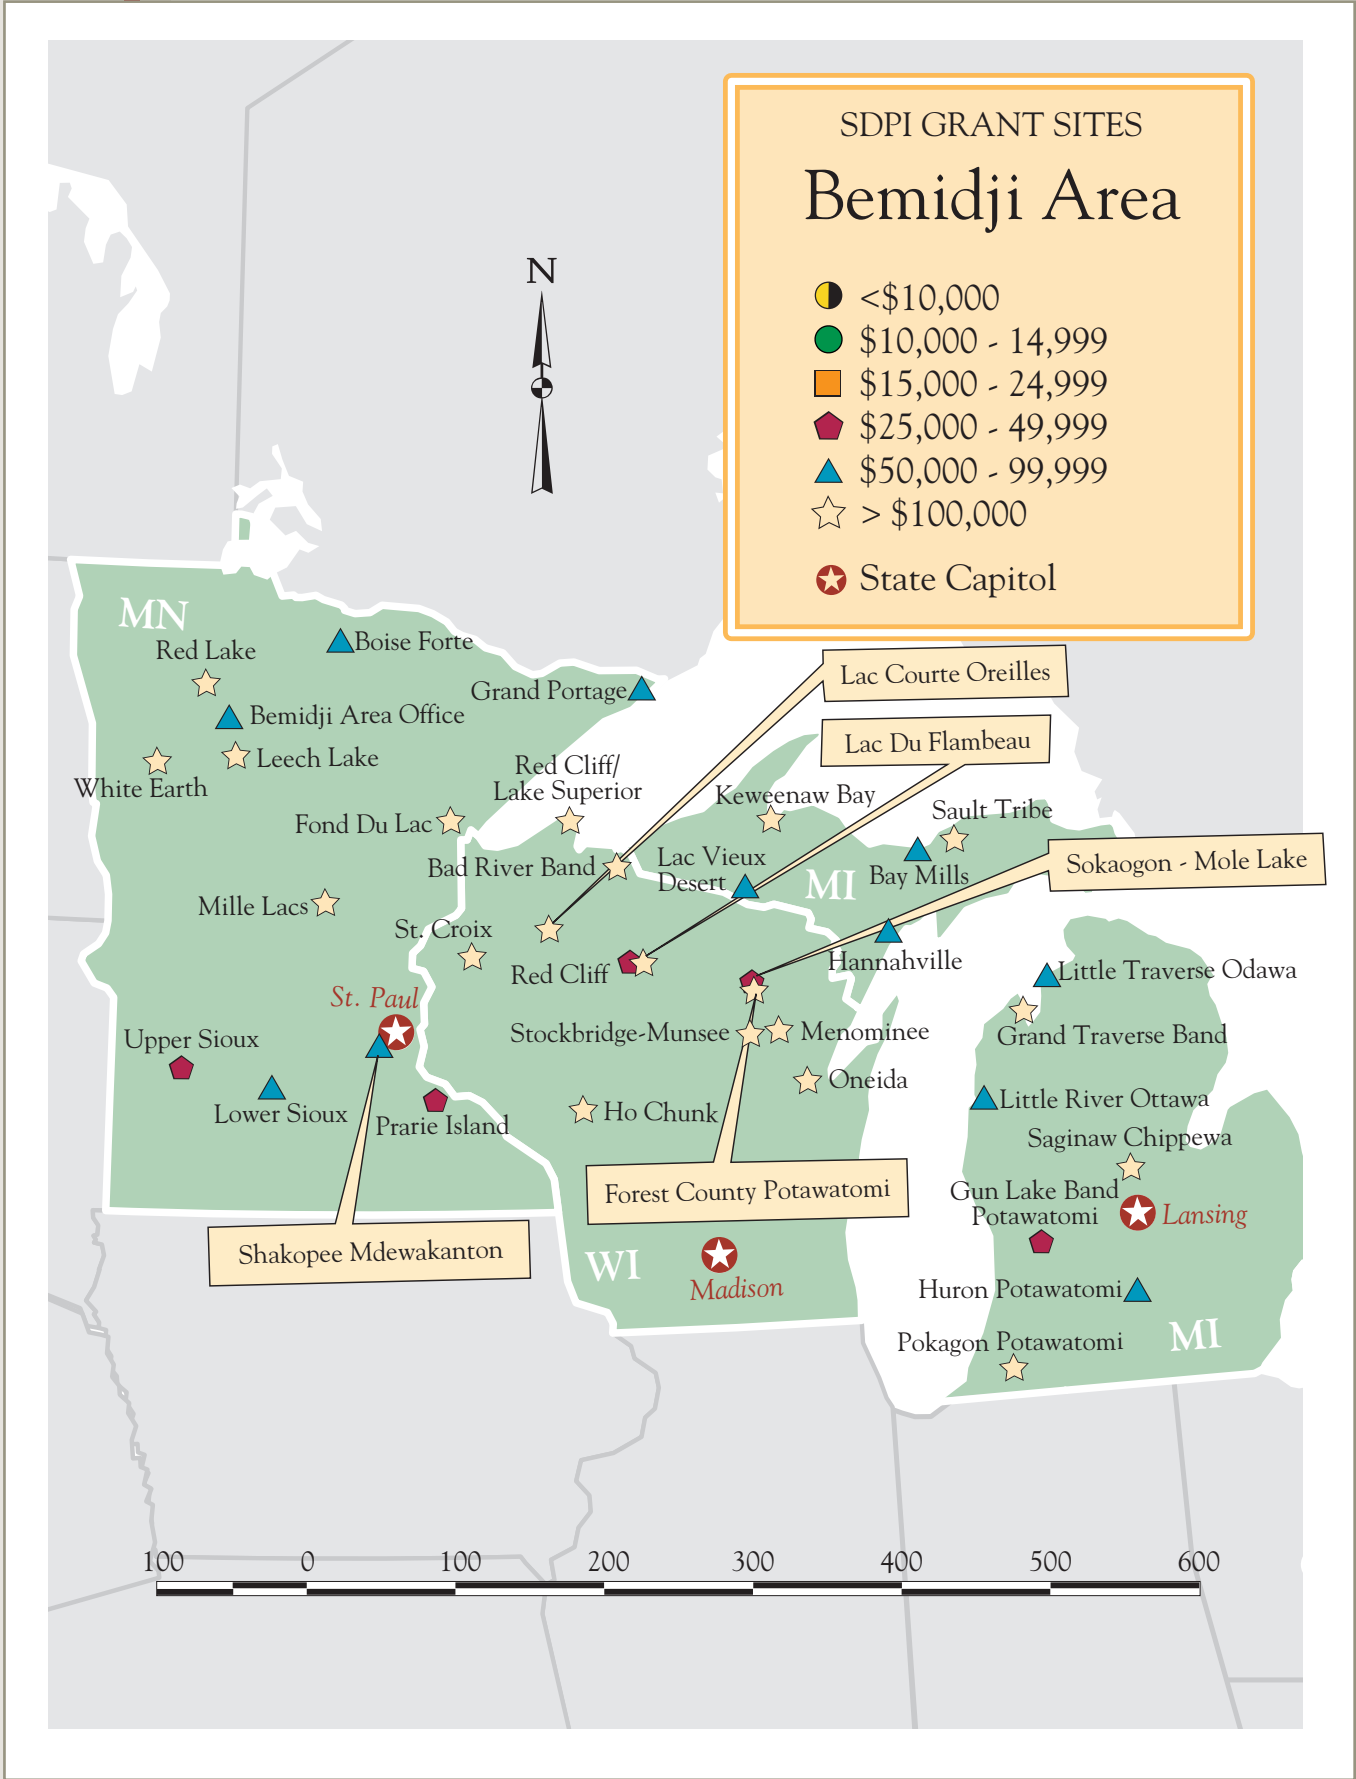 SDPI GRANT SITES
Bemidji Area
<$10,000
$10,000 - 14,999
$15,000 - 24,999
$25,000 - 49,999
$50,000 - 99,999
> $100,000
State Capitol
N
MN
Red Lake
Boise Forte
Grand Portage
Bemidji Area Office
Leech Lake
White Earth
Lac Courte Oreilles
Lac Du Flambeau
Red Cliff/
Lake Superior
Keweenaw Bay
Sault Tribe
Fond Du Lac
Bad River Band
Lac Vieux
Desert
MI
Bay Mills
Sokaogon - Mole Lake
Mille Lacs
St. Croix
Red Cliff
Hannahville
Little Traverse Odawa
St. Paul
Grand Traverse Band
Upper Sioux
Stockbridge-Munsee
Menominee
Oneida
Lower Sioux
Prarie Island
Ho Chunk
Little River Ottawa
Saginaw Chippewa
Forest County Potawatomi
Gun Lake Band
Potawatomi
Lansing
Shakopee Mdewakanton
WI
Madison
Huron Potawatomi
MI
Pokagon Potawatomi
100 0 100 200 300 400 500 600